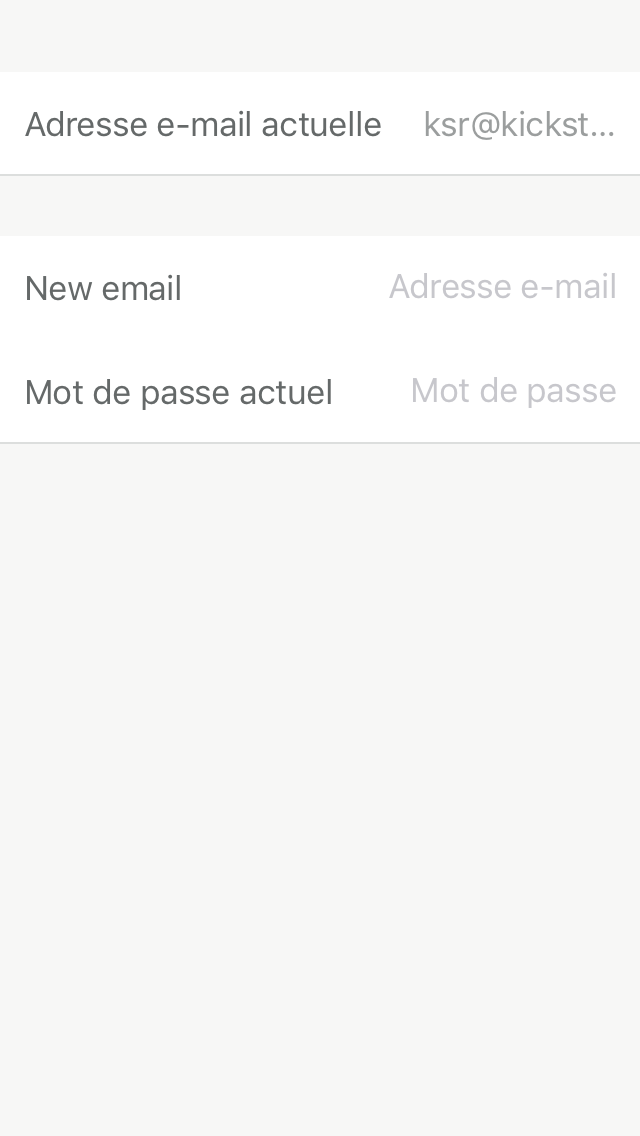 Adresse e-mail actuelle ksr@kickst...
New email Adresse e-mail
Mot de passe actuel Mot de passe